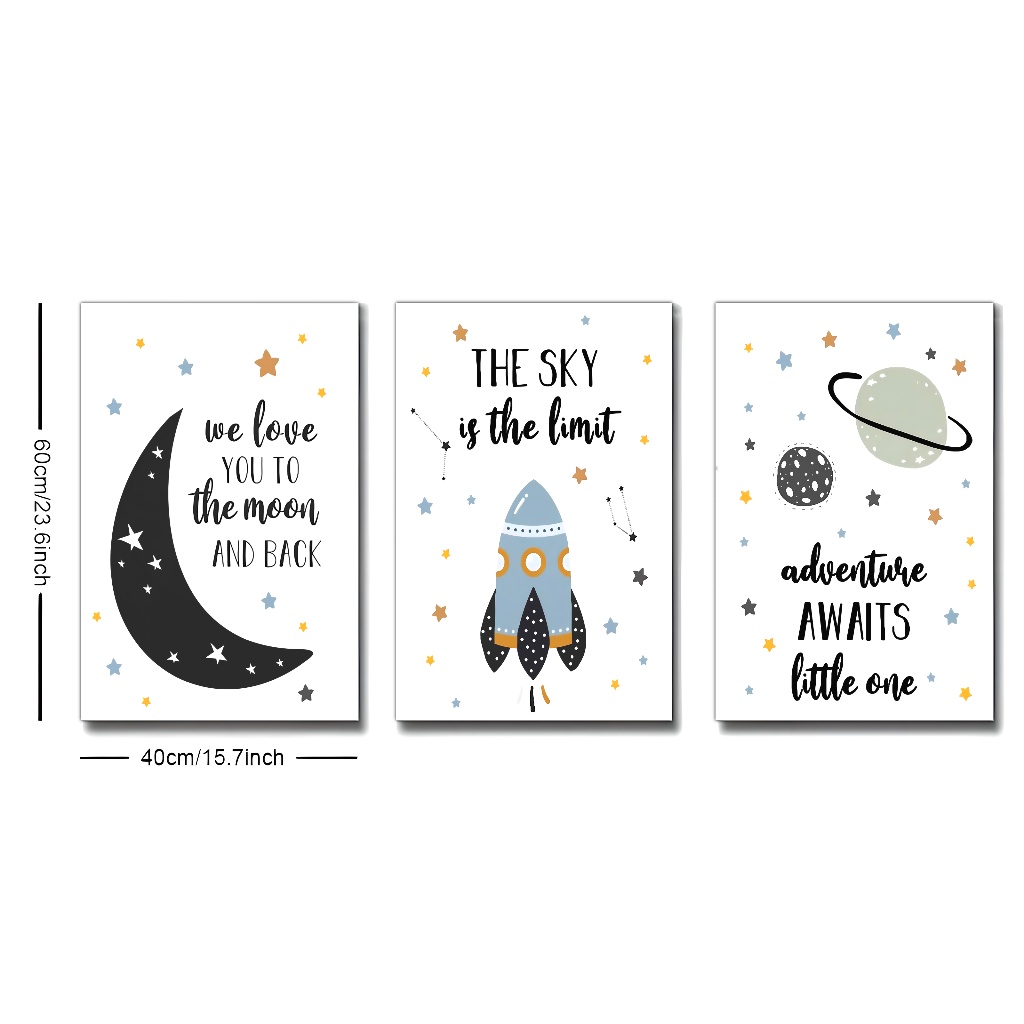 we love
YOU TO
the moon
AND BACK
THE SKY
is the limit
adventure
AWAITS
little one
60cm/23.6inch
40cm/15.7inch